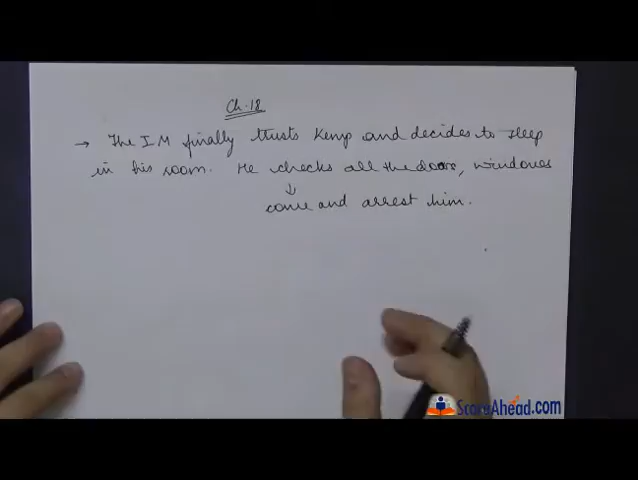 Ch. 18
→ The IM finally trusts Kemp and decides to sleep
in his room. He checks all the doors, windows
↓
come and arrest him.
ScoreAhead.com